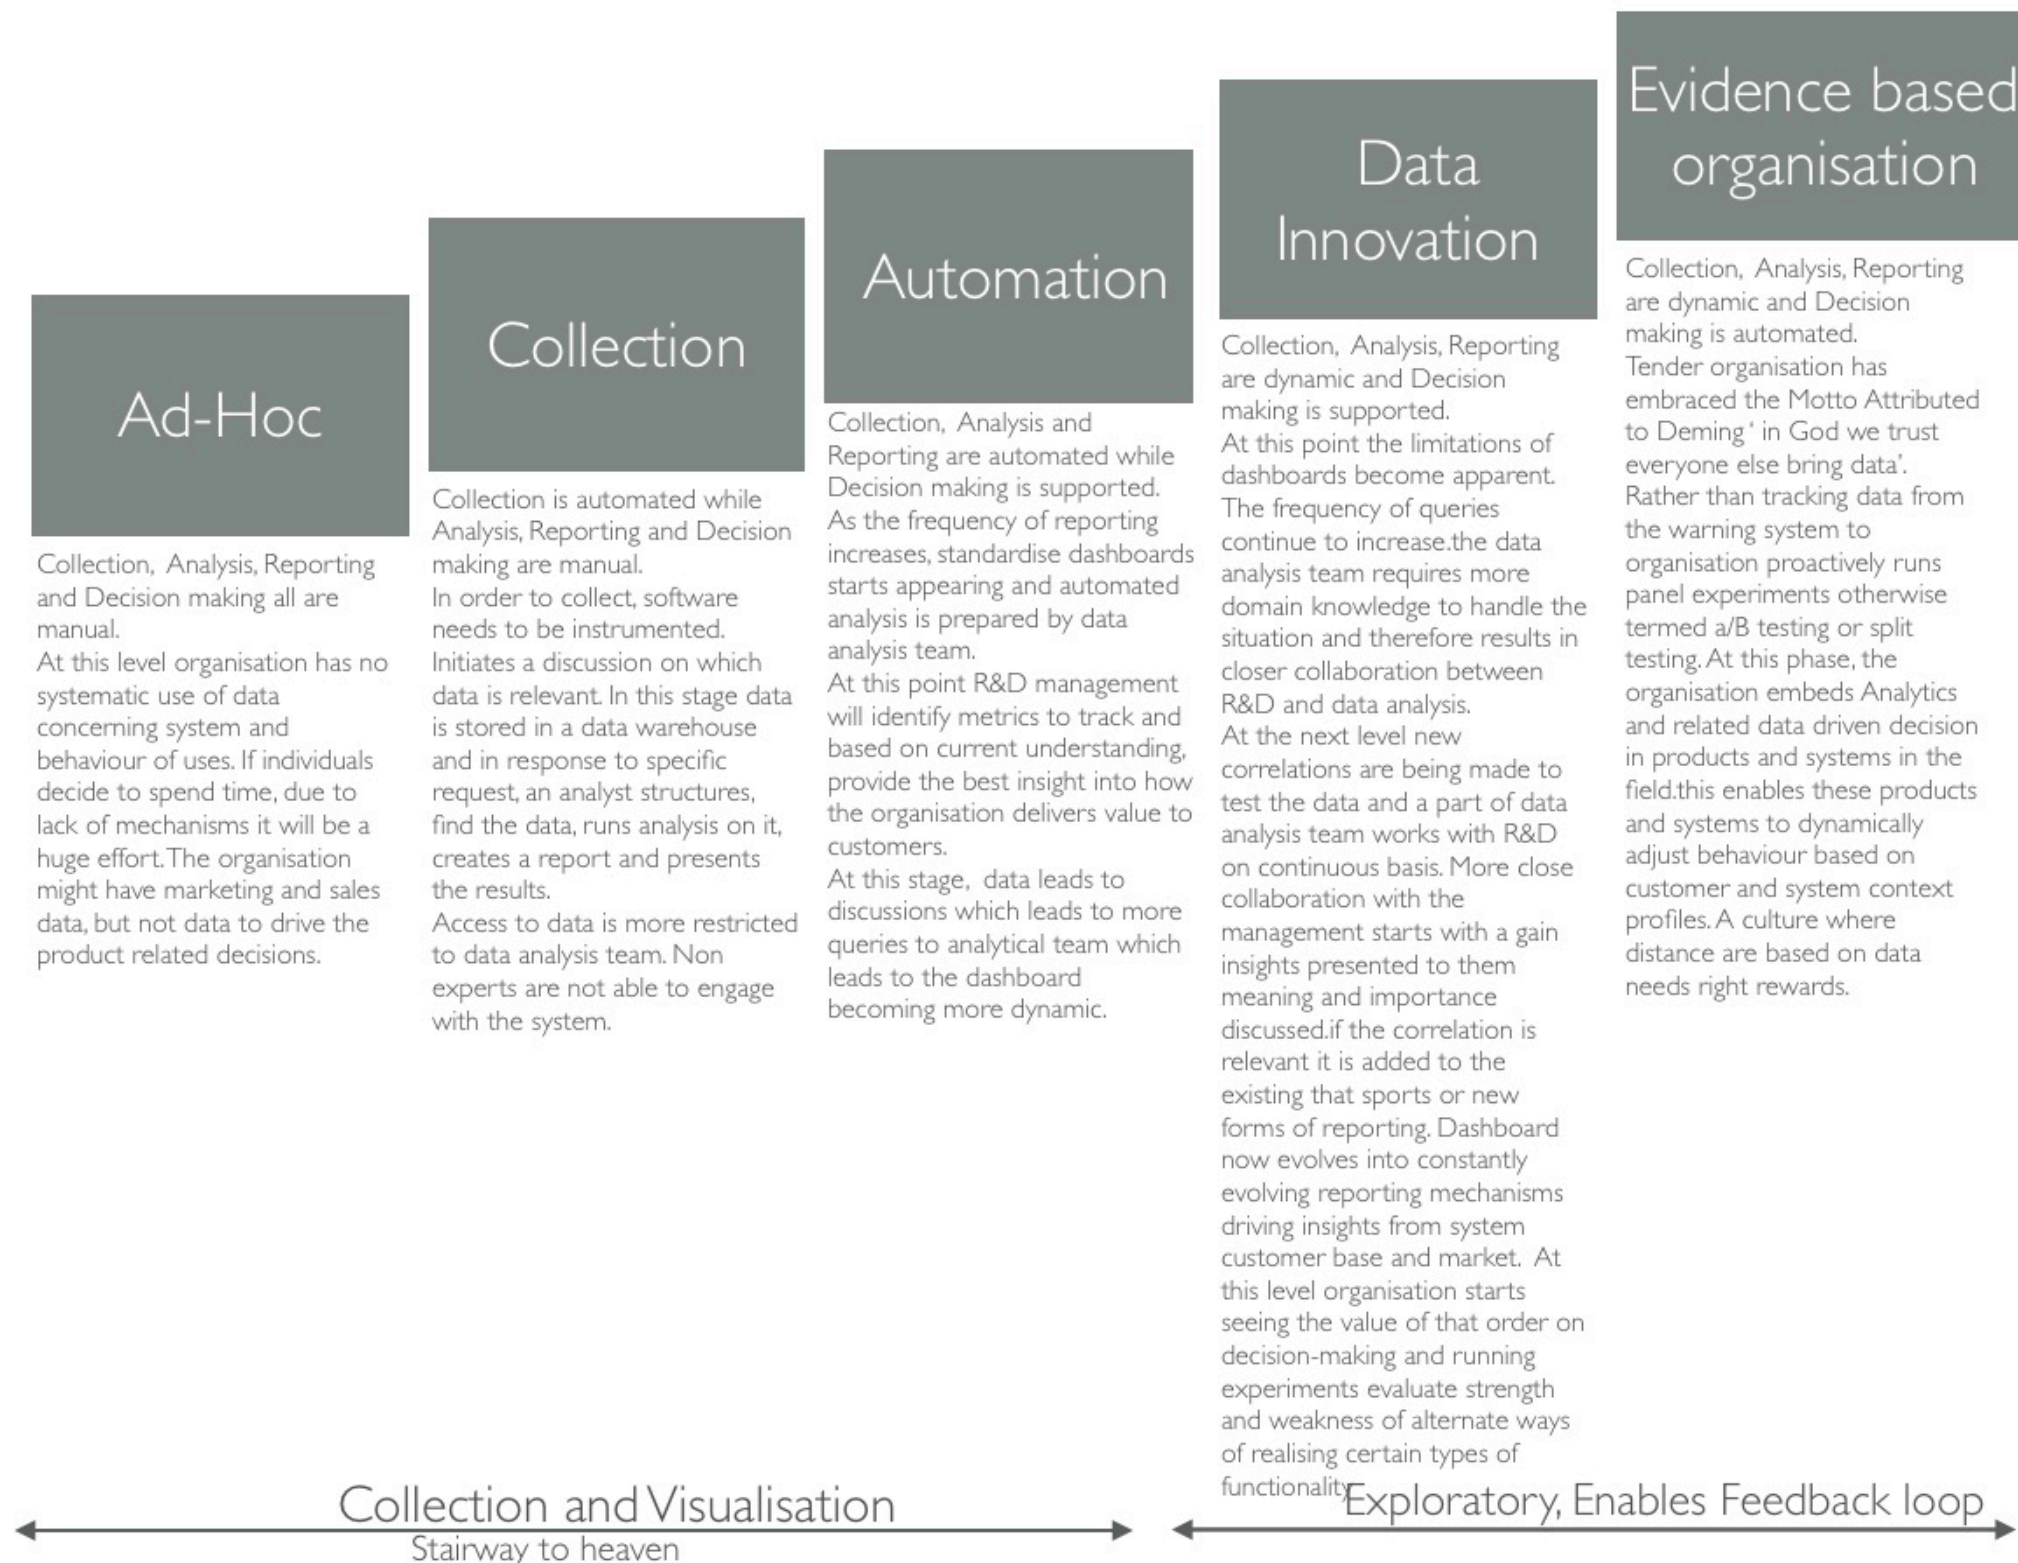 Ad-Hoc
Collection, Analysis, Reporting
and Decision making all are
manual.
At this level organisation has no
systematic use of data
concerning system and
behaviour of uses. If individuals
decide to spend time, due to
lack of mechanisms it will be a
huge effort. The organisation
might have marketing and sales
data, but not data to drive the
product related decisions.
Collection
Collection is automated while
Analysis, Reporting and Decision
making are manual.
In order to collect, software
needs to be instrumented.
Initiates a discussion on which
data is relevant. In this stage data
is stored in a data warehouse
and in response to specific
request, an analyst structures,
find the data, runs analysis on it,
creates a report and presents
the results.
Access to data is more restricted
to data analysis team. Non
experts are not able to engage
with the system.
Automation
Collection, Analysis and
Reporting are automated while
Decision making is supported.
As the frequency of reporting
increases, standardise dashboards
starts appearing and automated
analysis is prepared by data
analysis team.
At this point R&D management
will identify metrics to track and
based on current understanding,
provide the best insight into how
the organisation delivers value to
customers.
At this stage, data leads to
discussions which leads to more
queries to analytical team which
leads to the dashboard
becoming more dynamic.
Data
Innovation
Collection, Analysis, Reporting
are dynamic and Decision
making is supported.
At this point the limitations of
dashboards become apparent.
The frequency of queries
continue to increase.the data
analysis team requires more
domain knowledge to handle the
situation and therefore results in
closer collaboration between
R&D and data analysis.
At the next level new
correlations are being made to
test the data and a part of data
analysis team works with R&D
on continuous basis. More close
collaboration with the
management starts with a gain
insights presented to them
meaning and importance
discussed.if the correlation is
relevant it is added to the
existing that sports or new
forms of reporting. Dashboard
now evolves into constantly
evolving reporting mechanisms
driving insights from system
customer base and market. At
this level organisation starts
seeing the value of that order on
decision-making and running
experiments evaluate strength
and weakness of alternate ways
of realising certain types of
functionality
Evidence based
organisation
Collection, Analysis, Reporting
are dynamic and Decision
making is automated.
Tender organisation has
embraced the Motto Attributed
to Deming ‘ in God we trust
everyone else bring data’.
Rather than tracking data from
the warning system to
organisation proactively runs
panel experiments otherwise
termed a/B testing or split
testing. At this phase, the
organisation embeds Analytics
and related data driven decision
in products and systems in the
field.this enables these products
and systems to dynamically
adjust behaviour based on
customer and system context
profiles. A culture where
distance are based on data
needs right rewards.
Collection and Visualisation
Stairway to heaven
Exploratory, Enables Feedback loop